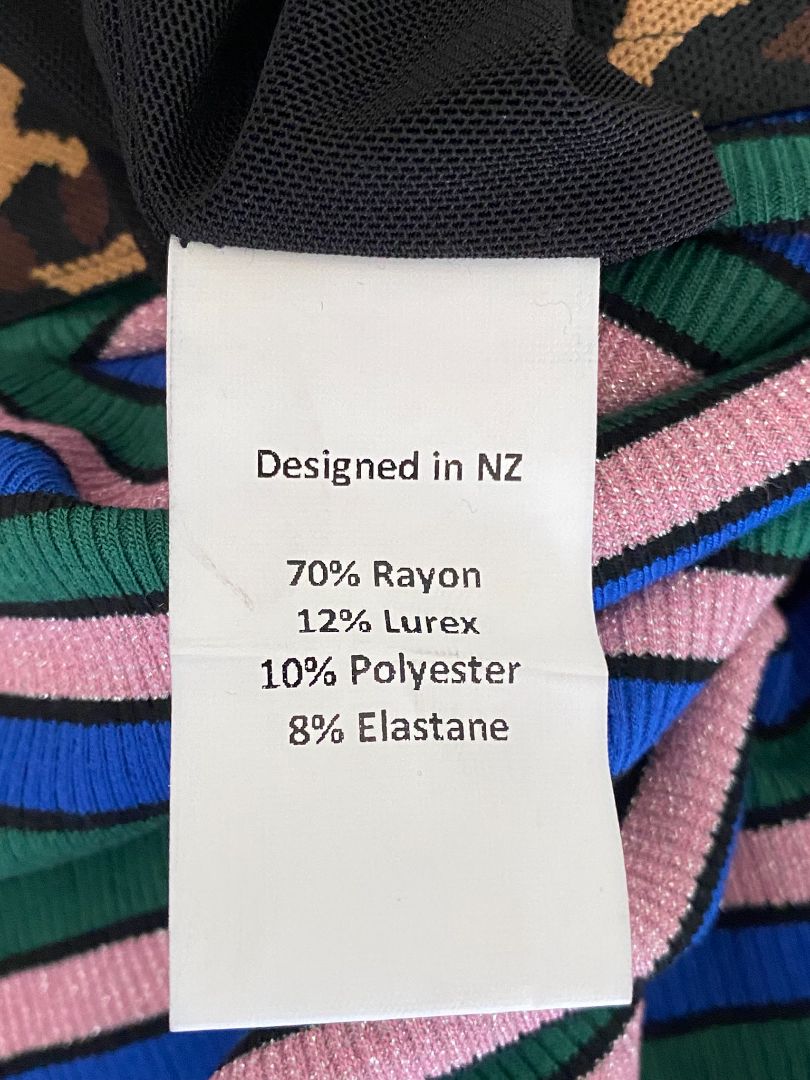 Designed in NZ
70% Rayon
12% Lurex
10% Polyester
8% Elastane